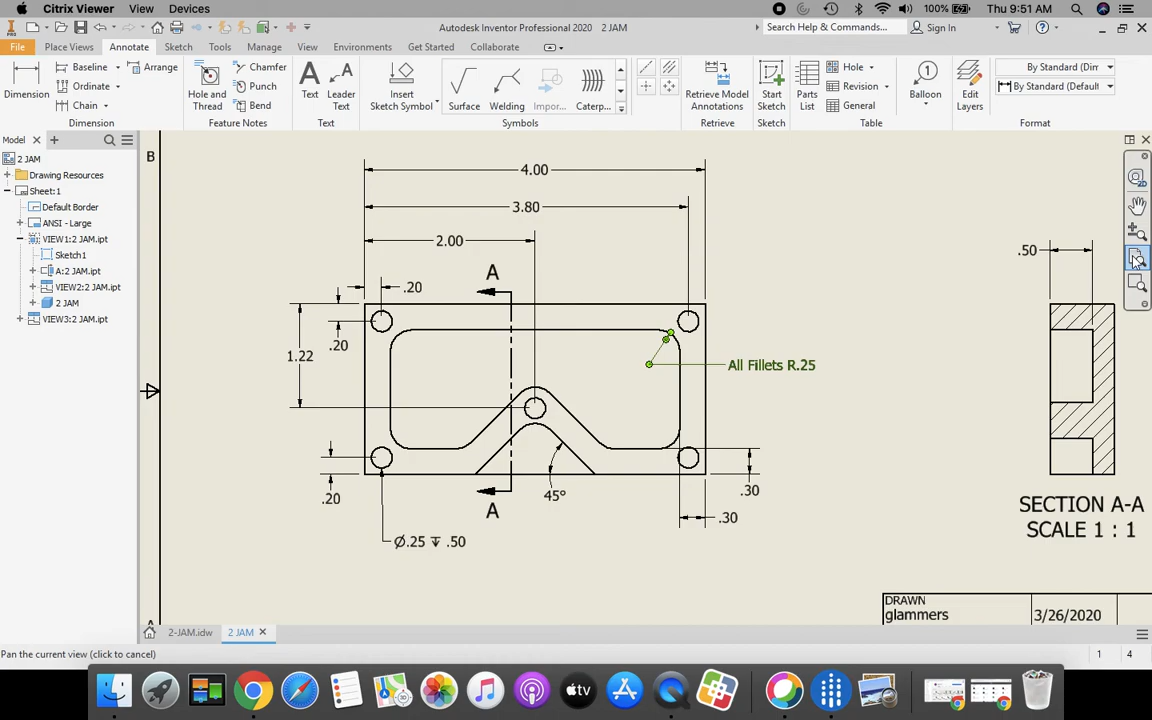 Citrix Viewer View Devices 100% Thu 9:51 AM
Autodesk Inventor Professional 2020 2 JAM Search Help & Commands... Sign In
File Place Views Annotate Sketch Tools Manage View Environments Get Started Collaborate
Dimension
Baseline
Ordinate
Chain
Arrange
Dimension
Hole and Thread
Chamfer
Punch
Bend
Feature Notes
Text
Leader Text
Text
Insert Sketch Symbol
Surface
Welding
Impor...
Caterp...
Symbols
Retrieve Model Annotations
Retrieve
Start Sketch
Sketch
Parts List
Hole
Revision
General
Table
Balloon
Edit Layers
By Standard (Dim
By Standard (Default
Format
Model
2 JAM
Drawing Resources
Sheet:1
Default Border
ANSI - Large
VIEW1:2 JAM.ipt
Sketch1
A:2 JAM.ipt
VIEW2:2 JAM.ipt
2 JAM
VIEW3:2 JAM.ipt
B
4.00
3.80
2.00
A
.20
.20
1.22
.50
All Fillets R.25
.20
45°
A
.30
.30
Ø.25 ↧ .50
SECTION A-A
SCALE 1 : 1
DRAWN
glammers 3/26/2020
2-JAM.idw 2 JAM
Pan the current view (click to cancel) 1 4